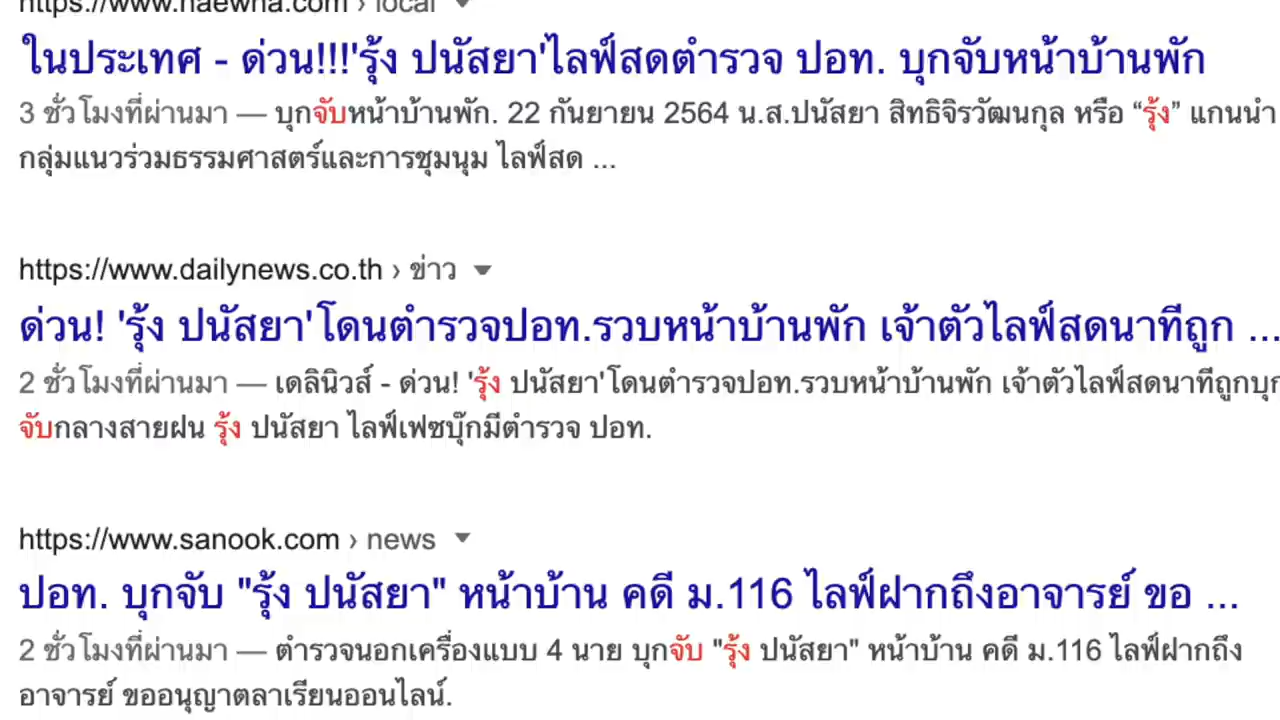 https://www.naewna.com › local
ในประเทศ - ด่วน!!!'รุ้ง ปนัสยา'ไลฟ์สดตำรวจ ปอท. บุกจับหน้าบ้านพัก
3 ชั่วโมงที่ผ่านมา — บุกจับหน้าบ้านพัก. 22 กันยายน 2564 น.ส.ปนัสยา สิทธิจิรวัฒนกุล หรือ “รุ้ง” แกนนำ
กลุ่มแนวร่วมธรรมศาสตร์และการชุมนุม ไลฟ์สด ...
https://www.dailynews.co.th › ข่าว
ด่วน! 'รุ้ง ปนัสยา'โดนตำรวจปอท.รวบหน้าบ้านพัก เจ้าตัวไลฟ์สดนาทีถูก ...
2 ชั่วโมงที่ผ่านมา — เดลินิวส์ - ด่วน! 'รุ้ง ปนัสยา'โดนตำรวจปอท.รวบหน้าบ้านพัก เจ้าตัวไลฟ์สดนาทีถูกบุก
จับกลางสายฝน รุ้ง ปนัสยา ไลฟ์เฟซบุ๊กมีตำรวจ ปอท.
https://www.sanook.com › news
ปอท. บุกจับ "รุ้ง ปนัสยา" หน้าบ้าน คดี ม.116 ไลฟ์ฝากถึงอาจารย์ ขอ ...
2 ชั่วโมงที่ผ่านมา — ตำรวจนอกเครื่องแบบ 4 นาย บุกจับ "รุ้ง ปนัสยา" หน้าบ้าน คดี ม.116 ไลฟ์ฝากถึง
อาจารย์ ขออนุญาตลาเรียนออนไลน์.